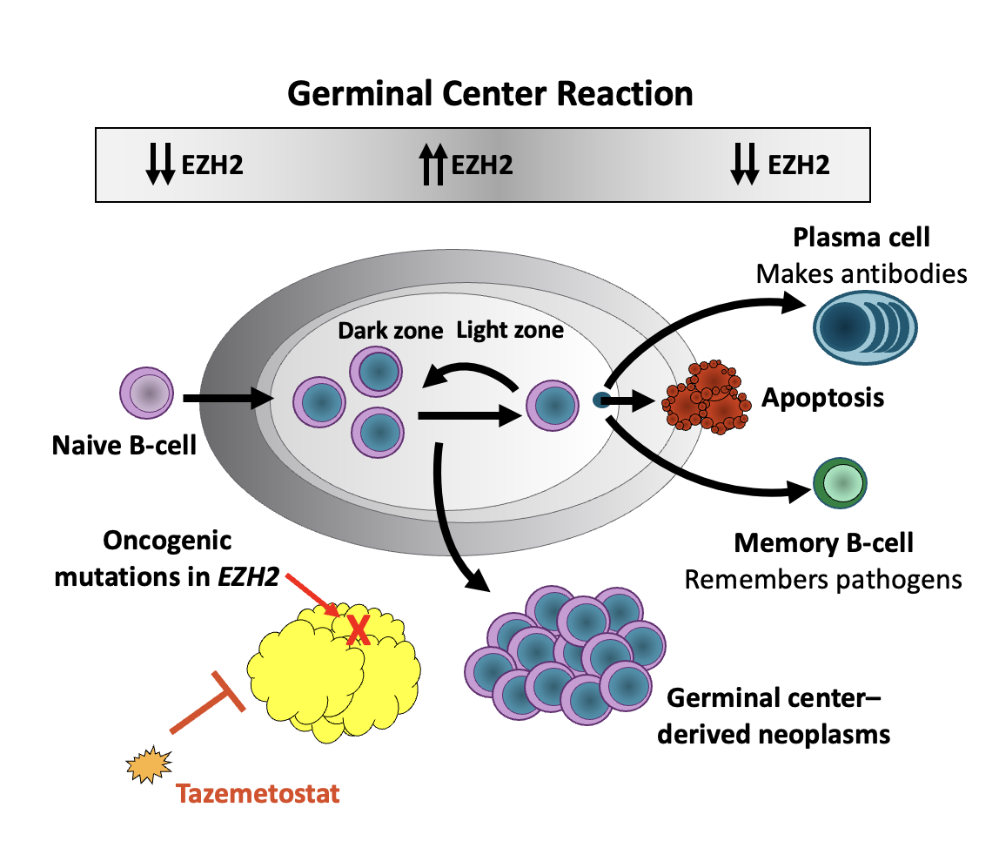 Germinal Center Reaction
EZH2 EZH2 EZH2
Plasma cell
Makes antibodies
Dark zone Light zone
Naive B-cell
Apoptosis
Oncogenic
mutations in EZH2
X
Memory B-cell
Remembers pathogens
Germinal center–
derived neoplasms
Tazemetostat